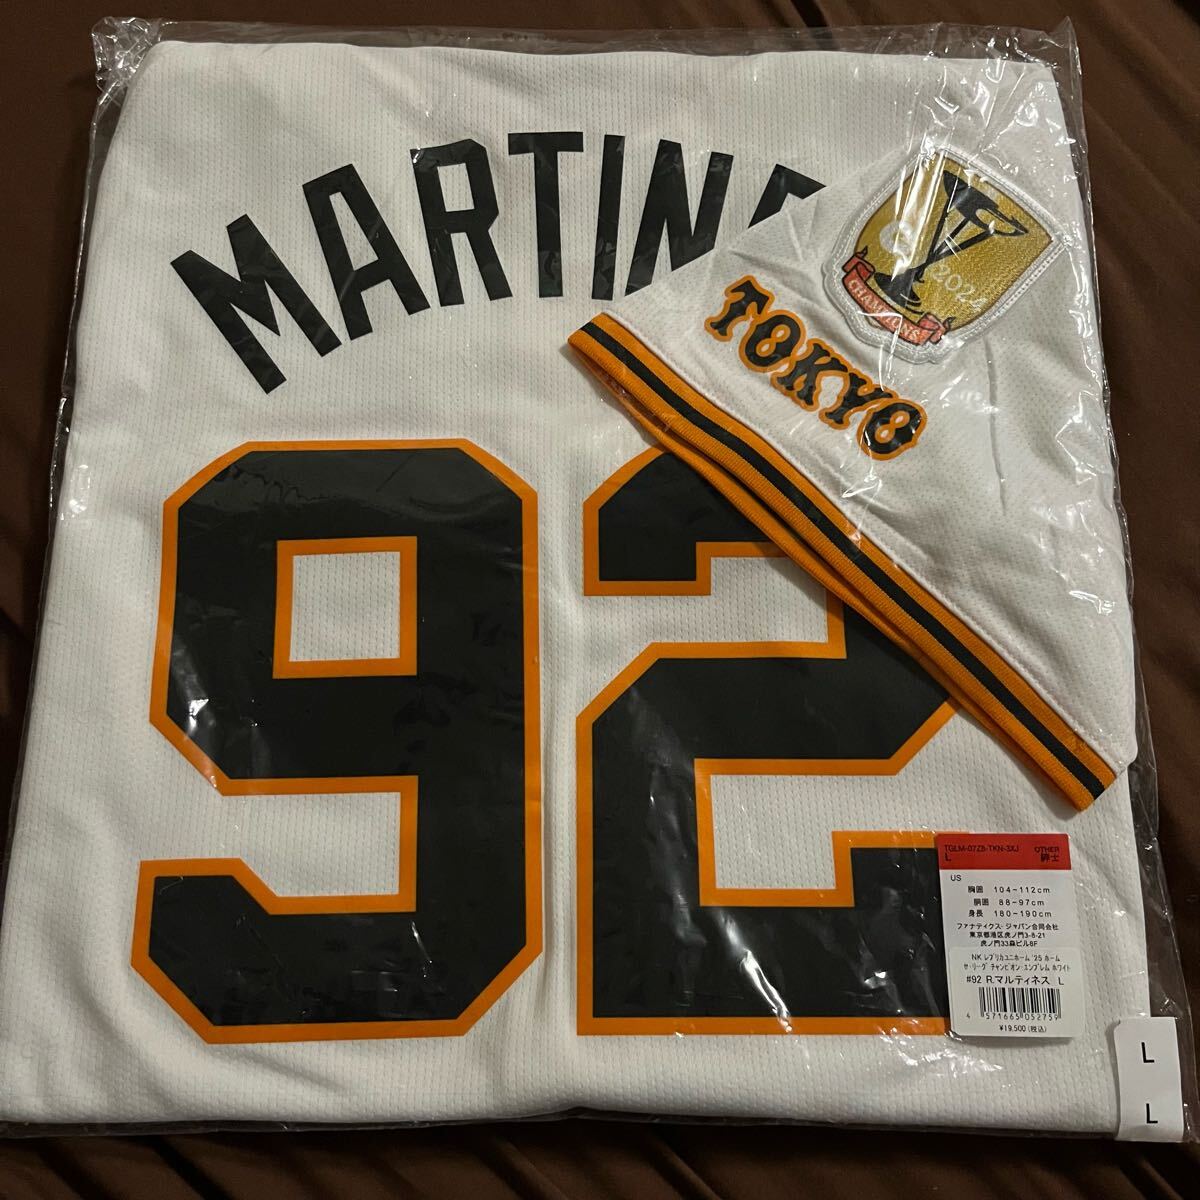 MARTIN
2024
CHAMPIONS
TOKYO
92
TGLM-07Z8-TKN-3XJ OTHER
L 紳士
US
胸囲 104~112cm
胴囲 88~97cm
身長 180~190cm
ファナティクス・ジャパン合同会社
東京都港区虎ノ門3-8-21
虎ノ門33森ビル6F
NK レプリカユニホーム '25 ホーム
セ・リーグ チャンピオン・エンブレム ホワイト
#92 R.マルティネス L
4 571665 052759
¥19,500(税込)
L
L